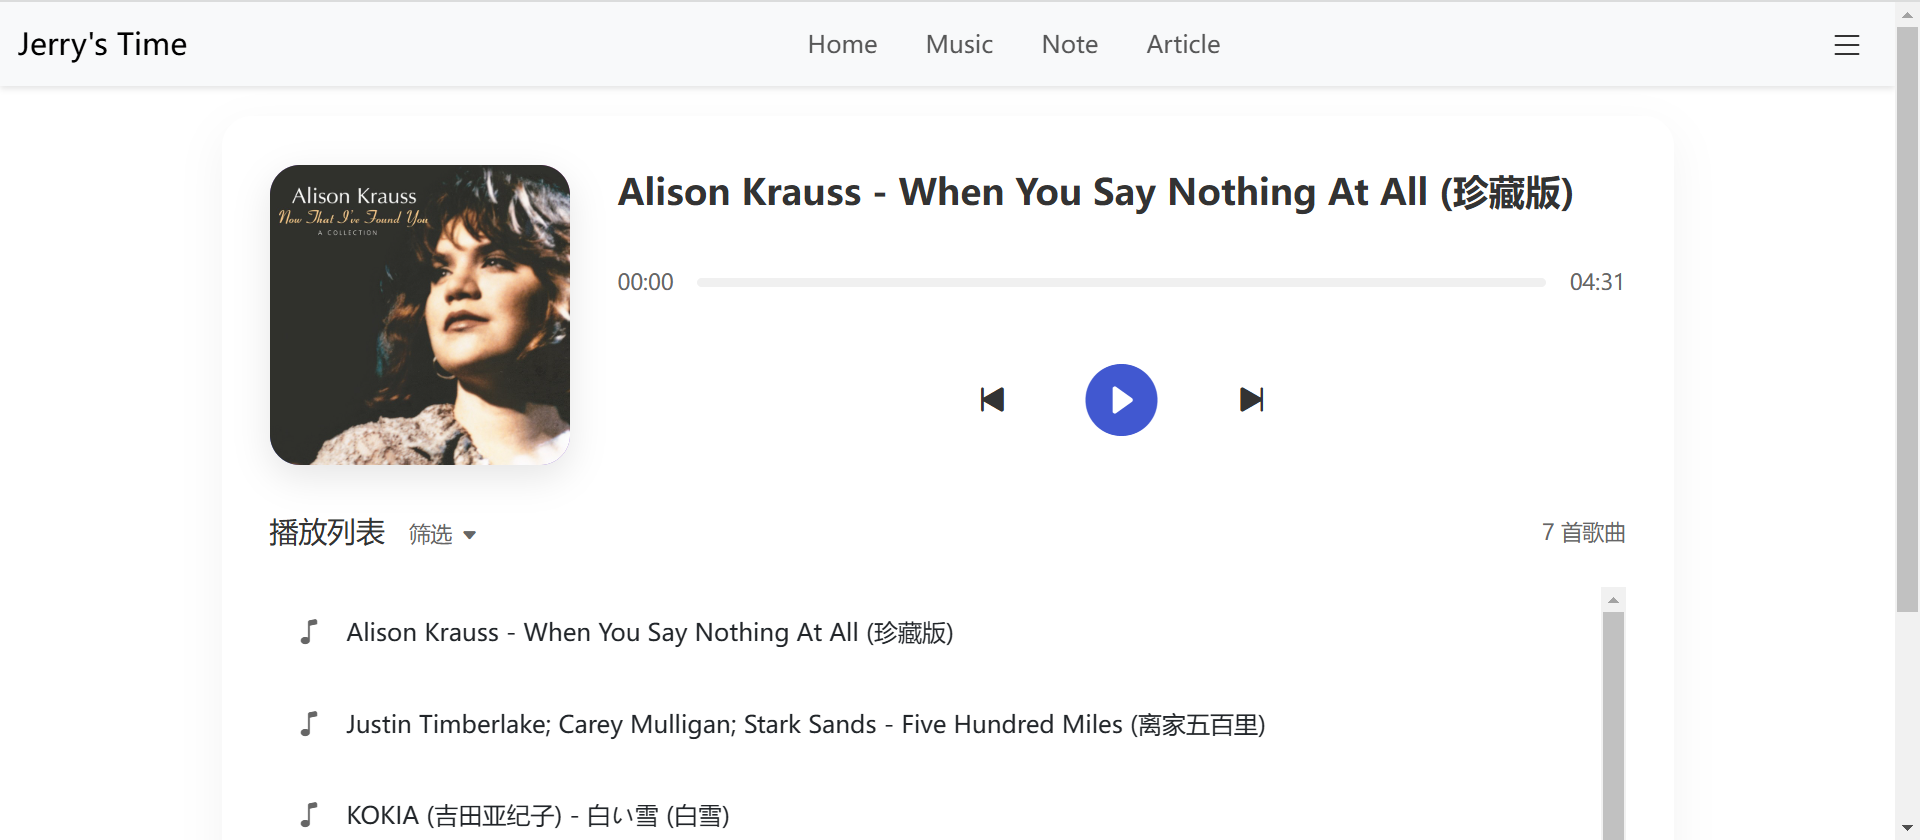 Jerry's Time
Home Music Note Article
Alison Krauss
Now That I've Found You
A COLLECTION
Alison Krauss - When You Say Nothing At All (珍藏版)
00:00 04:31
播放列表 筛选 7 首歌曲
Alison Krauss - When You Say Nothing At All (珍藏版)
Justin Timberlake; Carey Mulligan; Stark Sands - Five Hundred Miles (离家五百里)
KOKIA (吉田亚纪子) - 白い雪 (白雪)